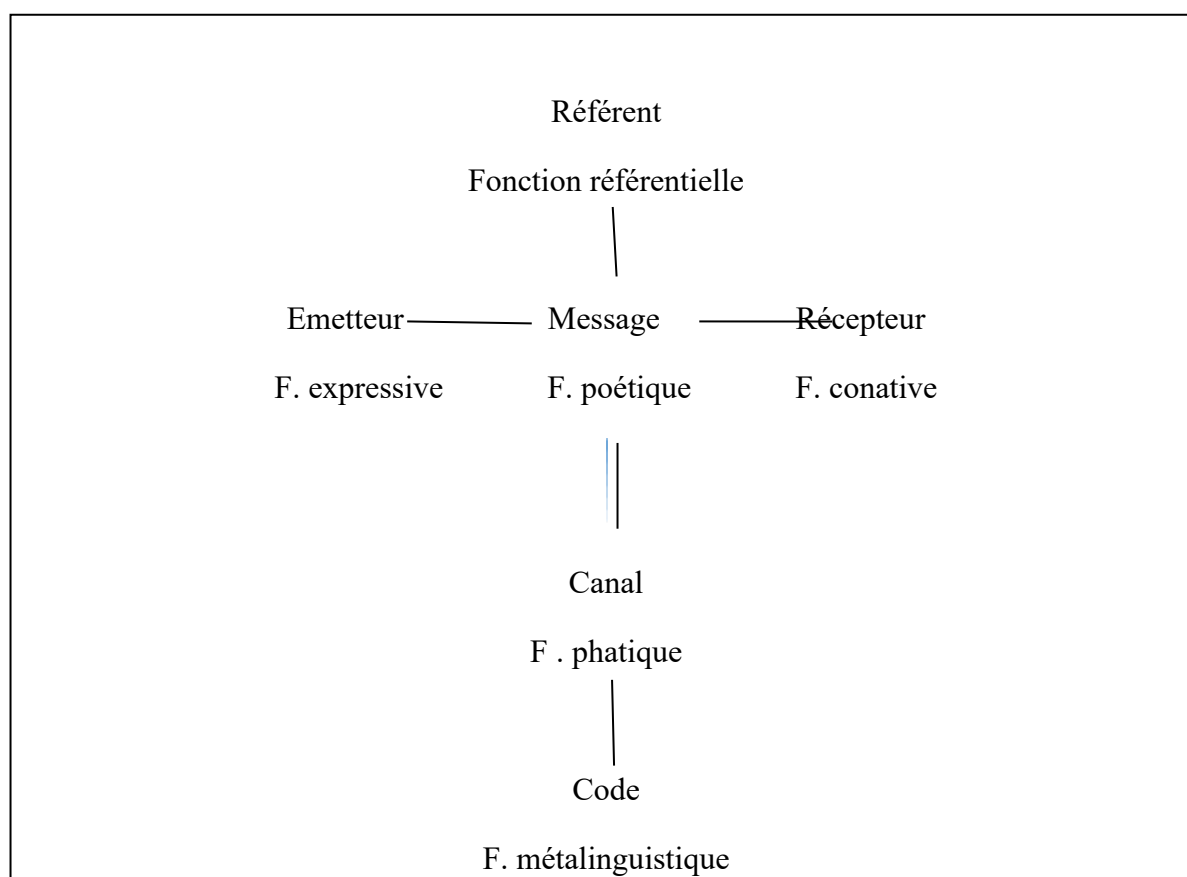 Référent
Fonction référentielle
Emetteur Message Récepteur
F. expressive F. poétique F. conative
Canal
F . phatique
Code
F. métalinguistique